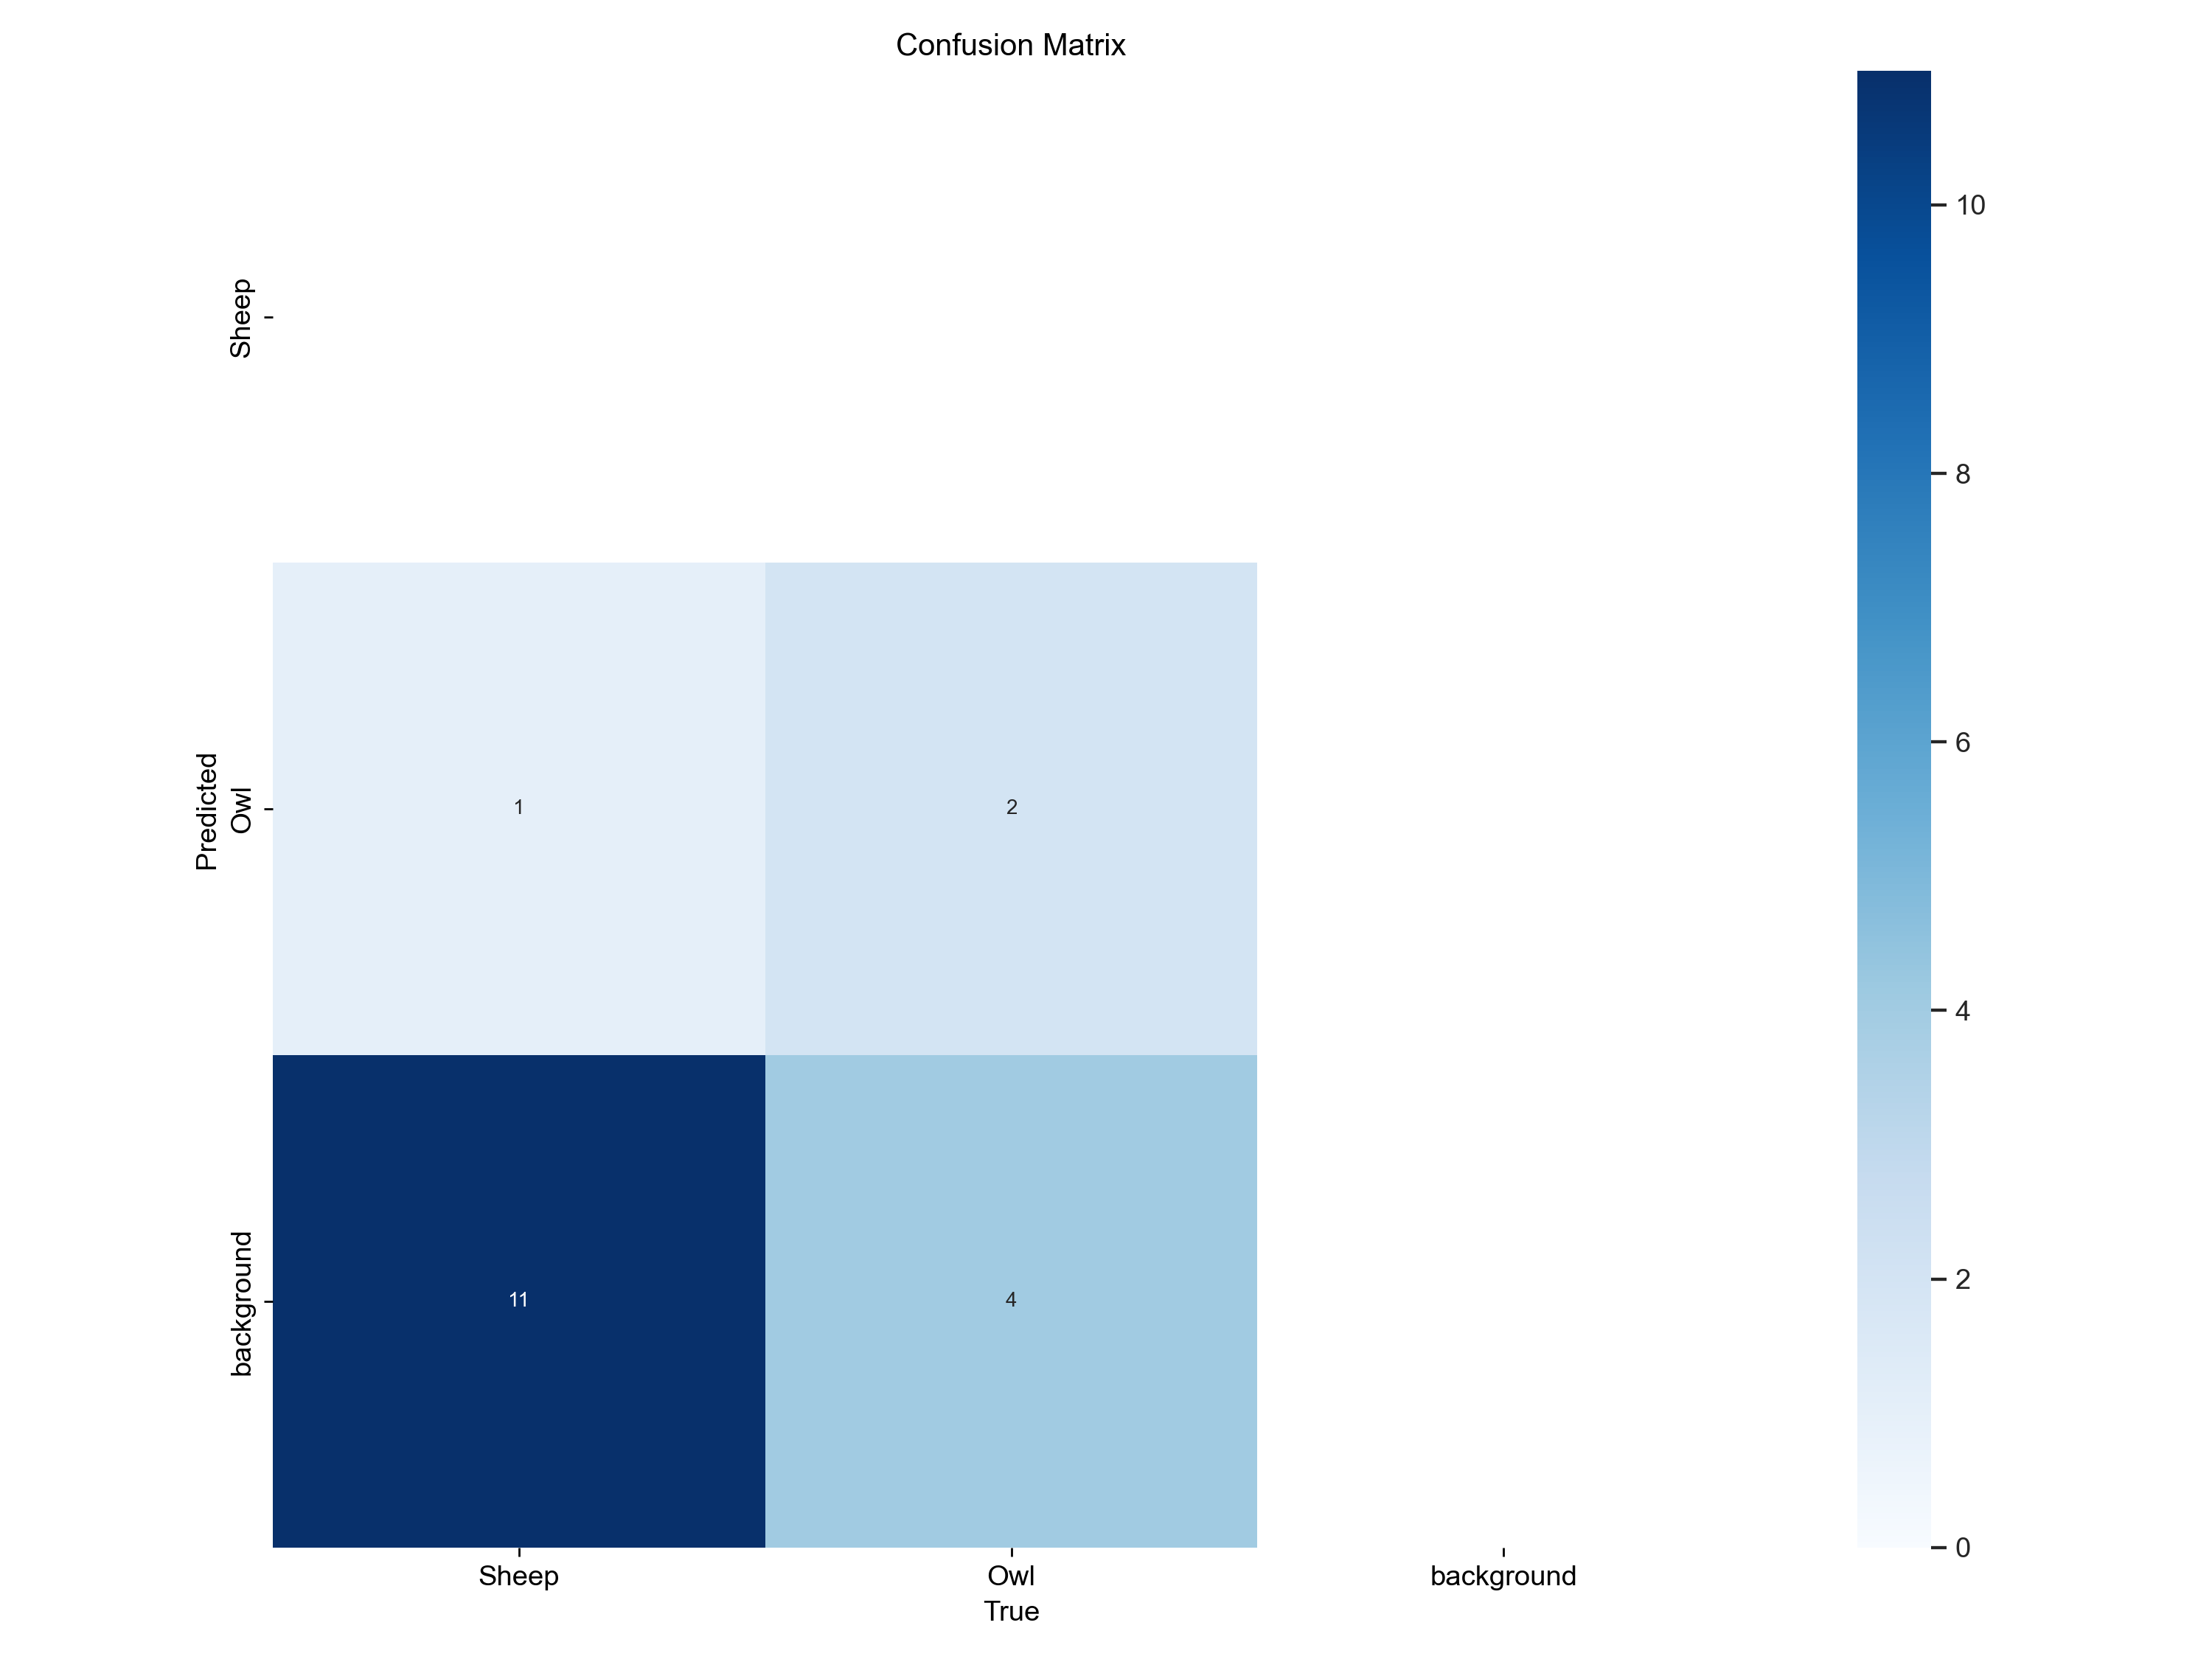 Confusion Matrix
Sheep
Owl
background
Predicted
1
2
11
4
Sheep
Owl
background
True
10
8
6
4
2
0